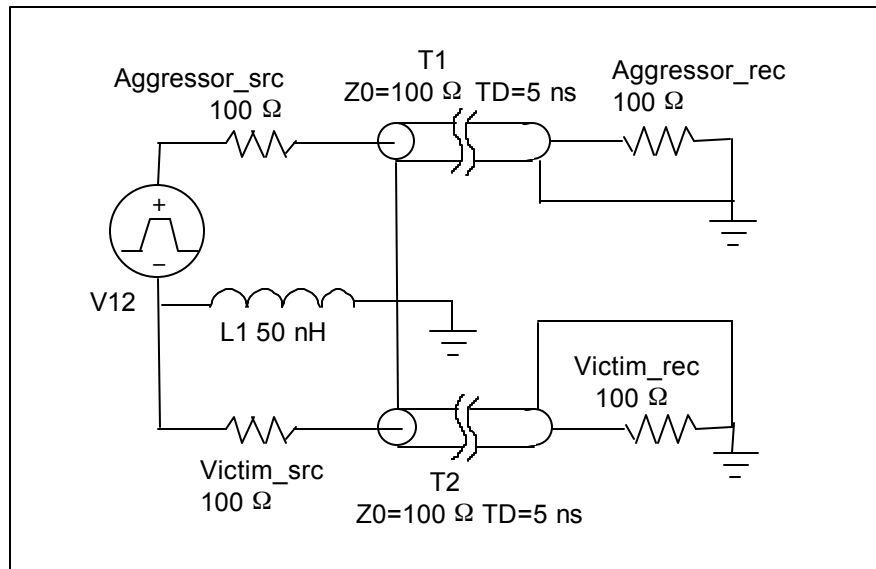 T1
Z0=100 Ω TD=5 ns
Aggressor_src
100 Ω
Aggressor_rec
100 Ω
+
−
V12
L1 50 nH
Victim_rec
100 Ω
Victim_src
100 Ω
T2
Z0=100 Ω TD=5 ns